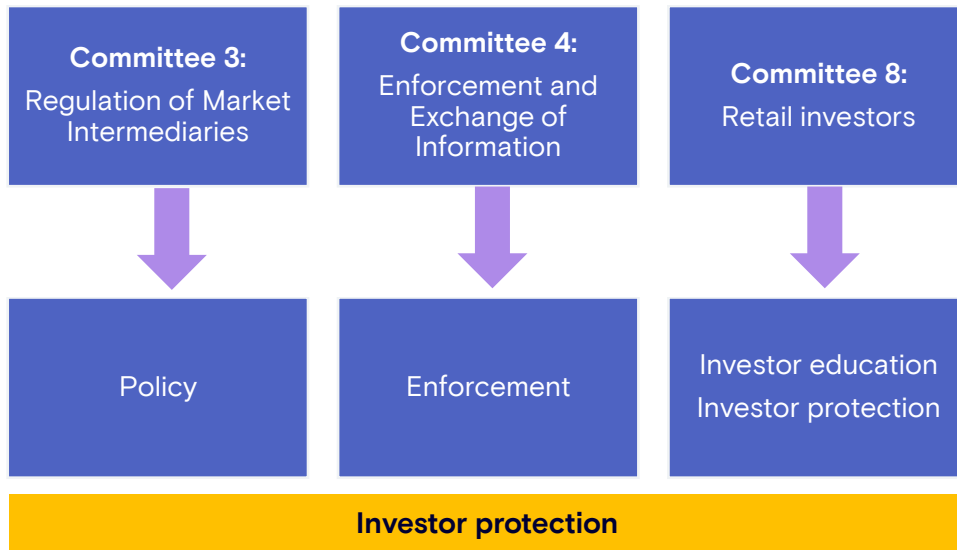 Committee 3:
Regulation of Market
Intermediaries
Committee 4:
Enforcement and
Exchange of
Information
Committee 8:
Retail investors
Policy
Enforcement
Investor education
Investor protection
Investor protection